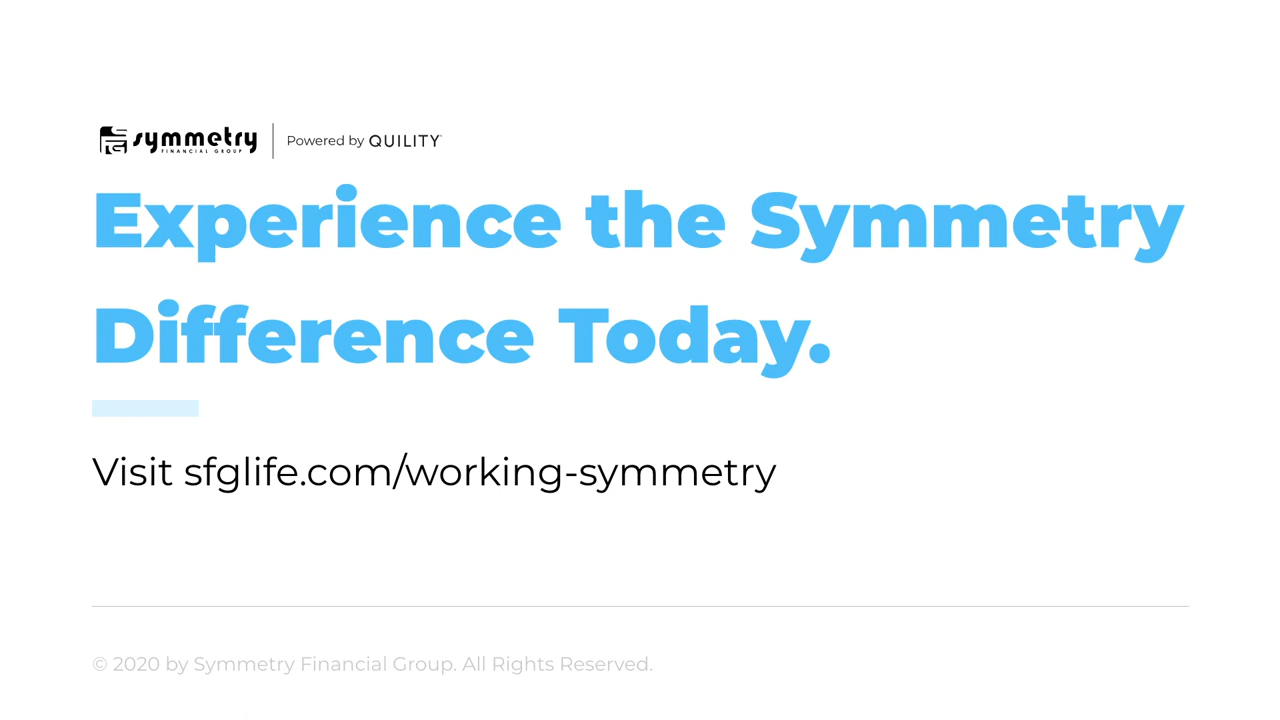 symmetry
FINANCIAL GROUP
Powered by QUILITY
Experience the Symmetry
Difference Today.
Visit sfglife.com/working-symmetry
© 2020 by Symmetry Financial Group. All Rights Reserved.